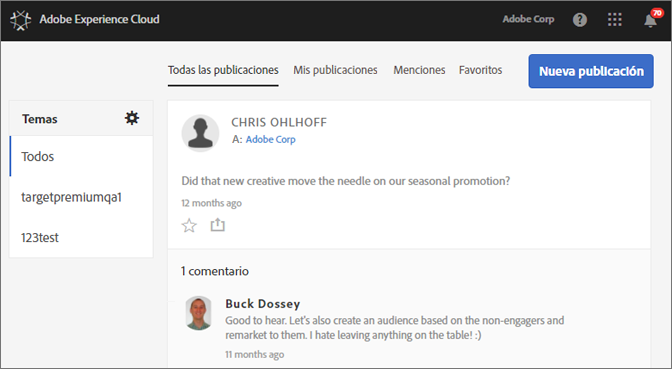 Adobe Experience Cloud
Adobe Corp
70
Todas las publicaciones
Mis publicaciones
Menciones
Favoritos
Nueva publicación
Temas
Todos
targetpremiumqa1
123test
CHRIS OHLHOFF
A: Adobe Corp
Did that new creative move the needle on our seasonal promotion?
12 months ago
1 comentario
Buck Dossey
Good to hear. Let's also create an audience based on the non-engagers and
remarket to them. I hate leaving anything on the table! :)
11 months ago